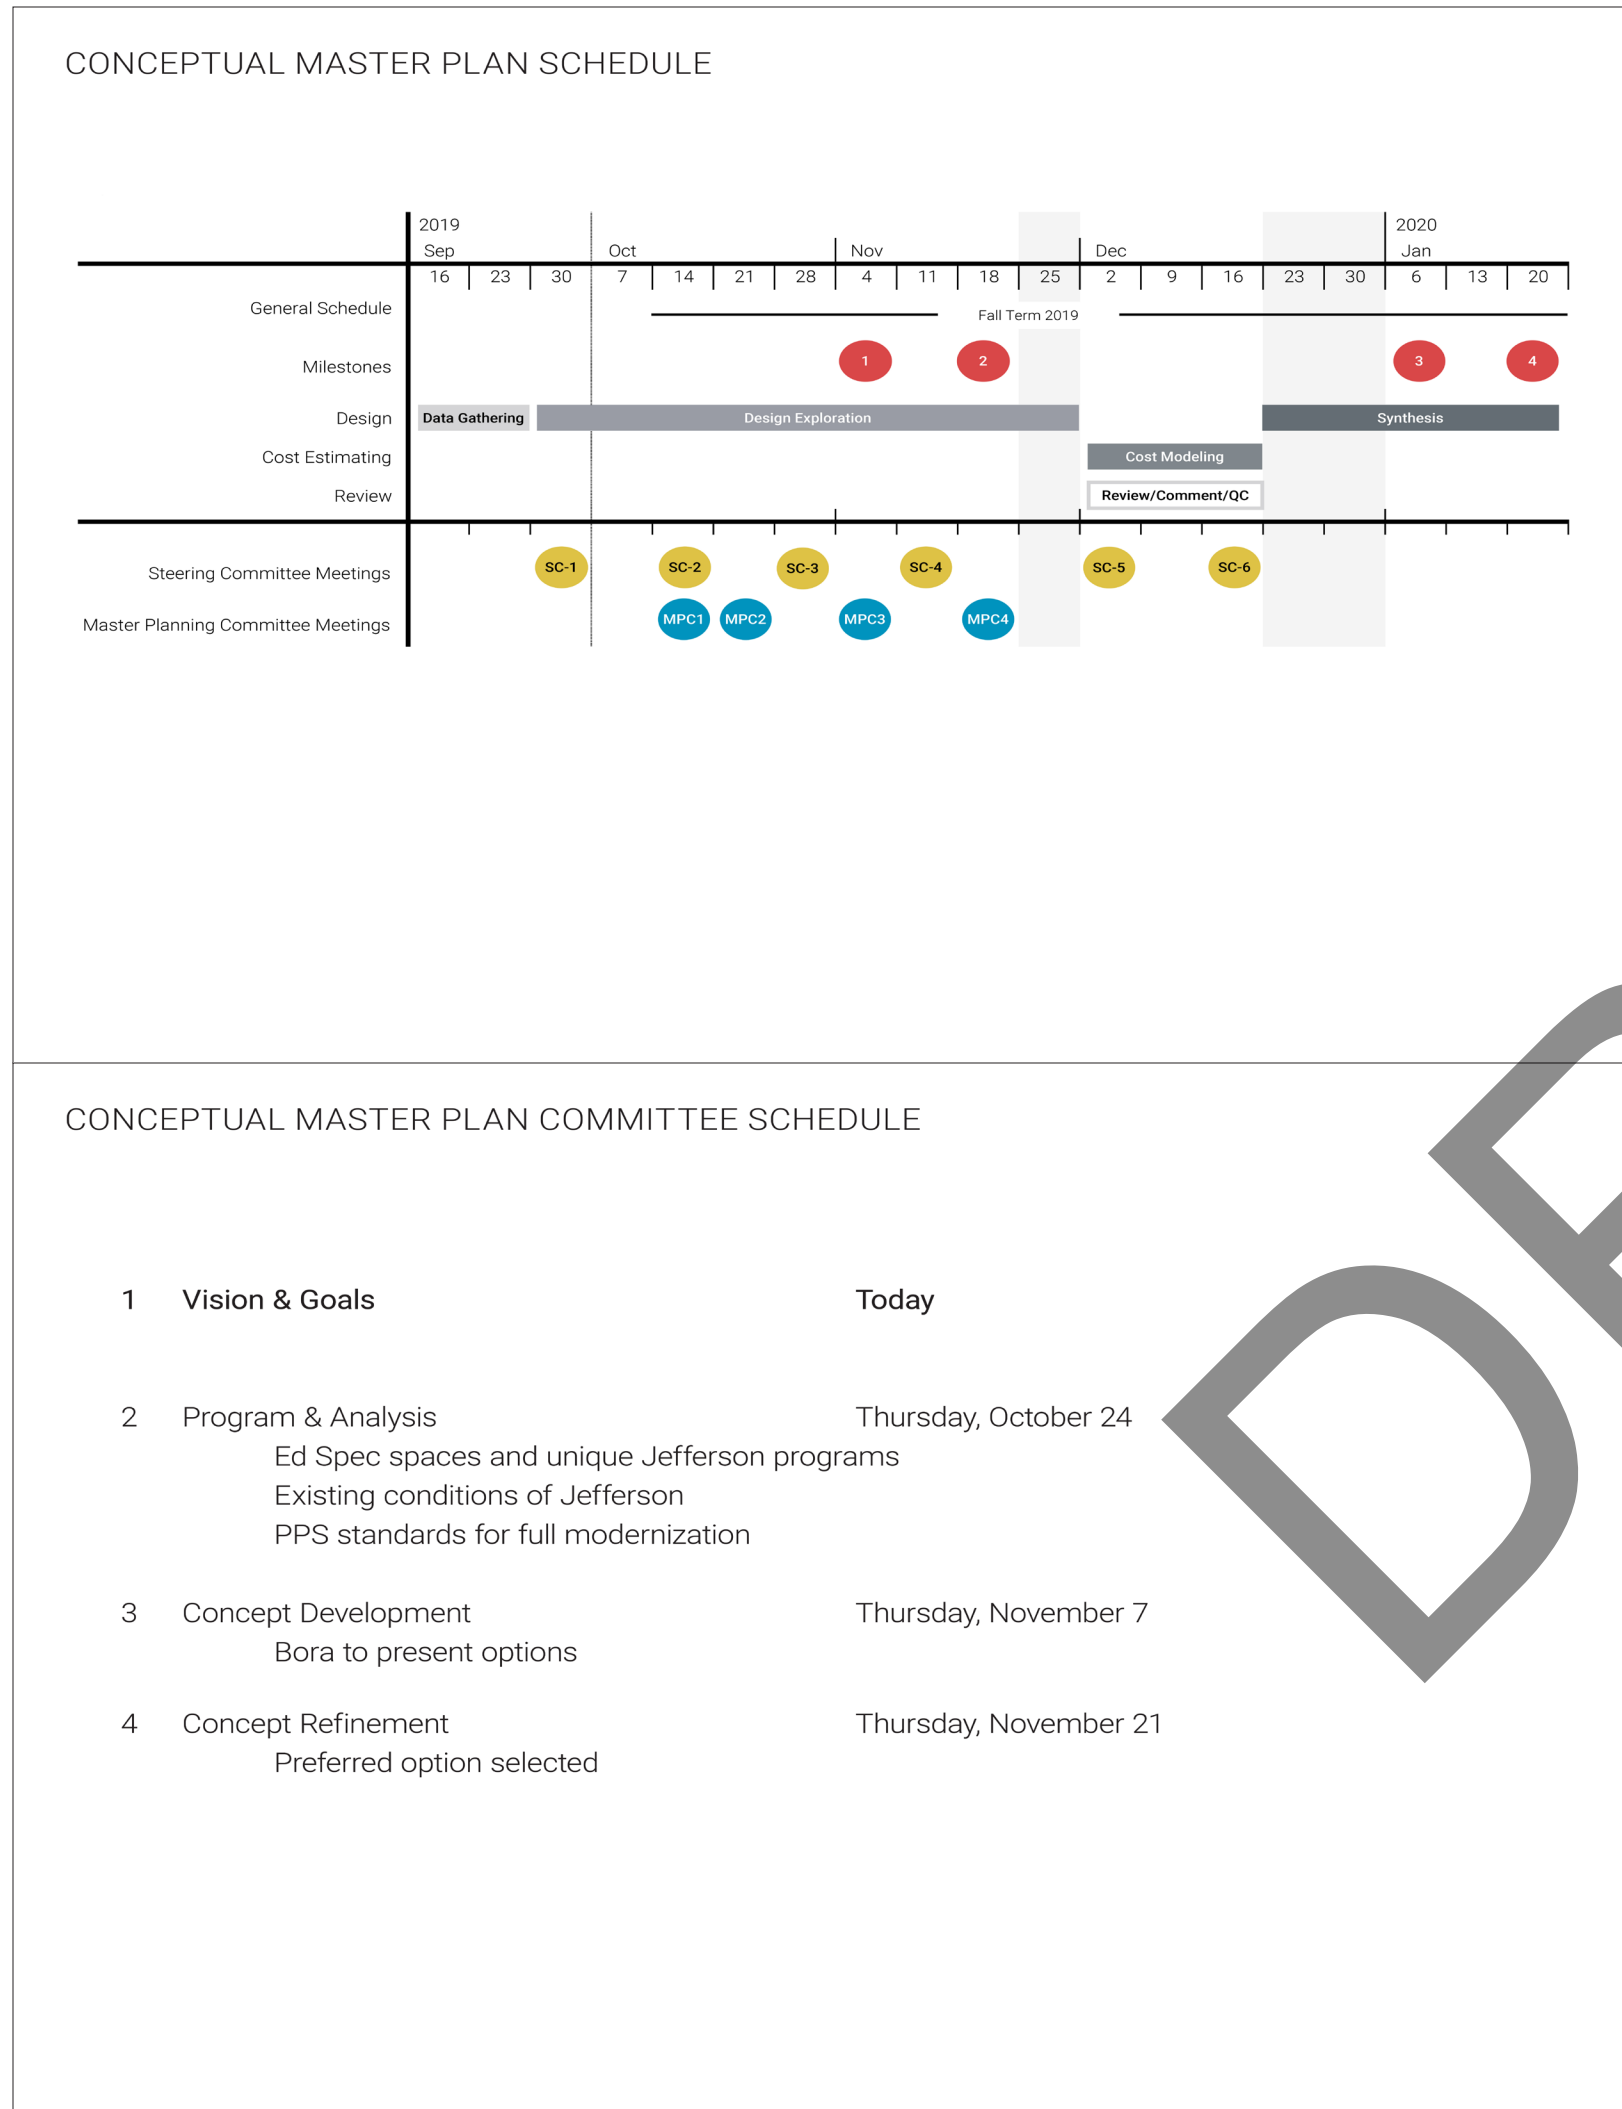 CONCEPTUAL MASTER PLAN SCHEDULE
2019 2020
Sep Oct Nov Dec Jan
16 23 30 7 14 21 28 4 11 18 25 2 9 16 23 30 6 13 20
General Schedule Fall Term 2019
Milestones 1 2 3 4
Design Data Gathering Design Exploration Synthesis
Cost Estimating Cost Modeling
Review Review/Comment/QC
Steering Committee Meetings SC-1 SC-2 SC-3 SC-4 SC-5 SC-6
Master Planning Committee Meetings MPC1 MPC2 MPC3 MPC4
CONCEPTUAL MASTER PLAN COMMITTEE SCHEDULE
1 Vision & Goals Today
2 Program & Analysis Thursday, October 24
Ed Spec spaces and unique Jefferson programs
Existing conditions of Jefferson
PPS standards for full modernization
3 Concept Development Thursday, November 7
Bora to present options
4 Concept Refinement Thursday, November 21
Preferred option selected
D